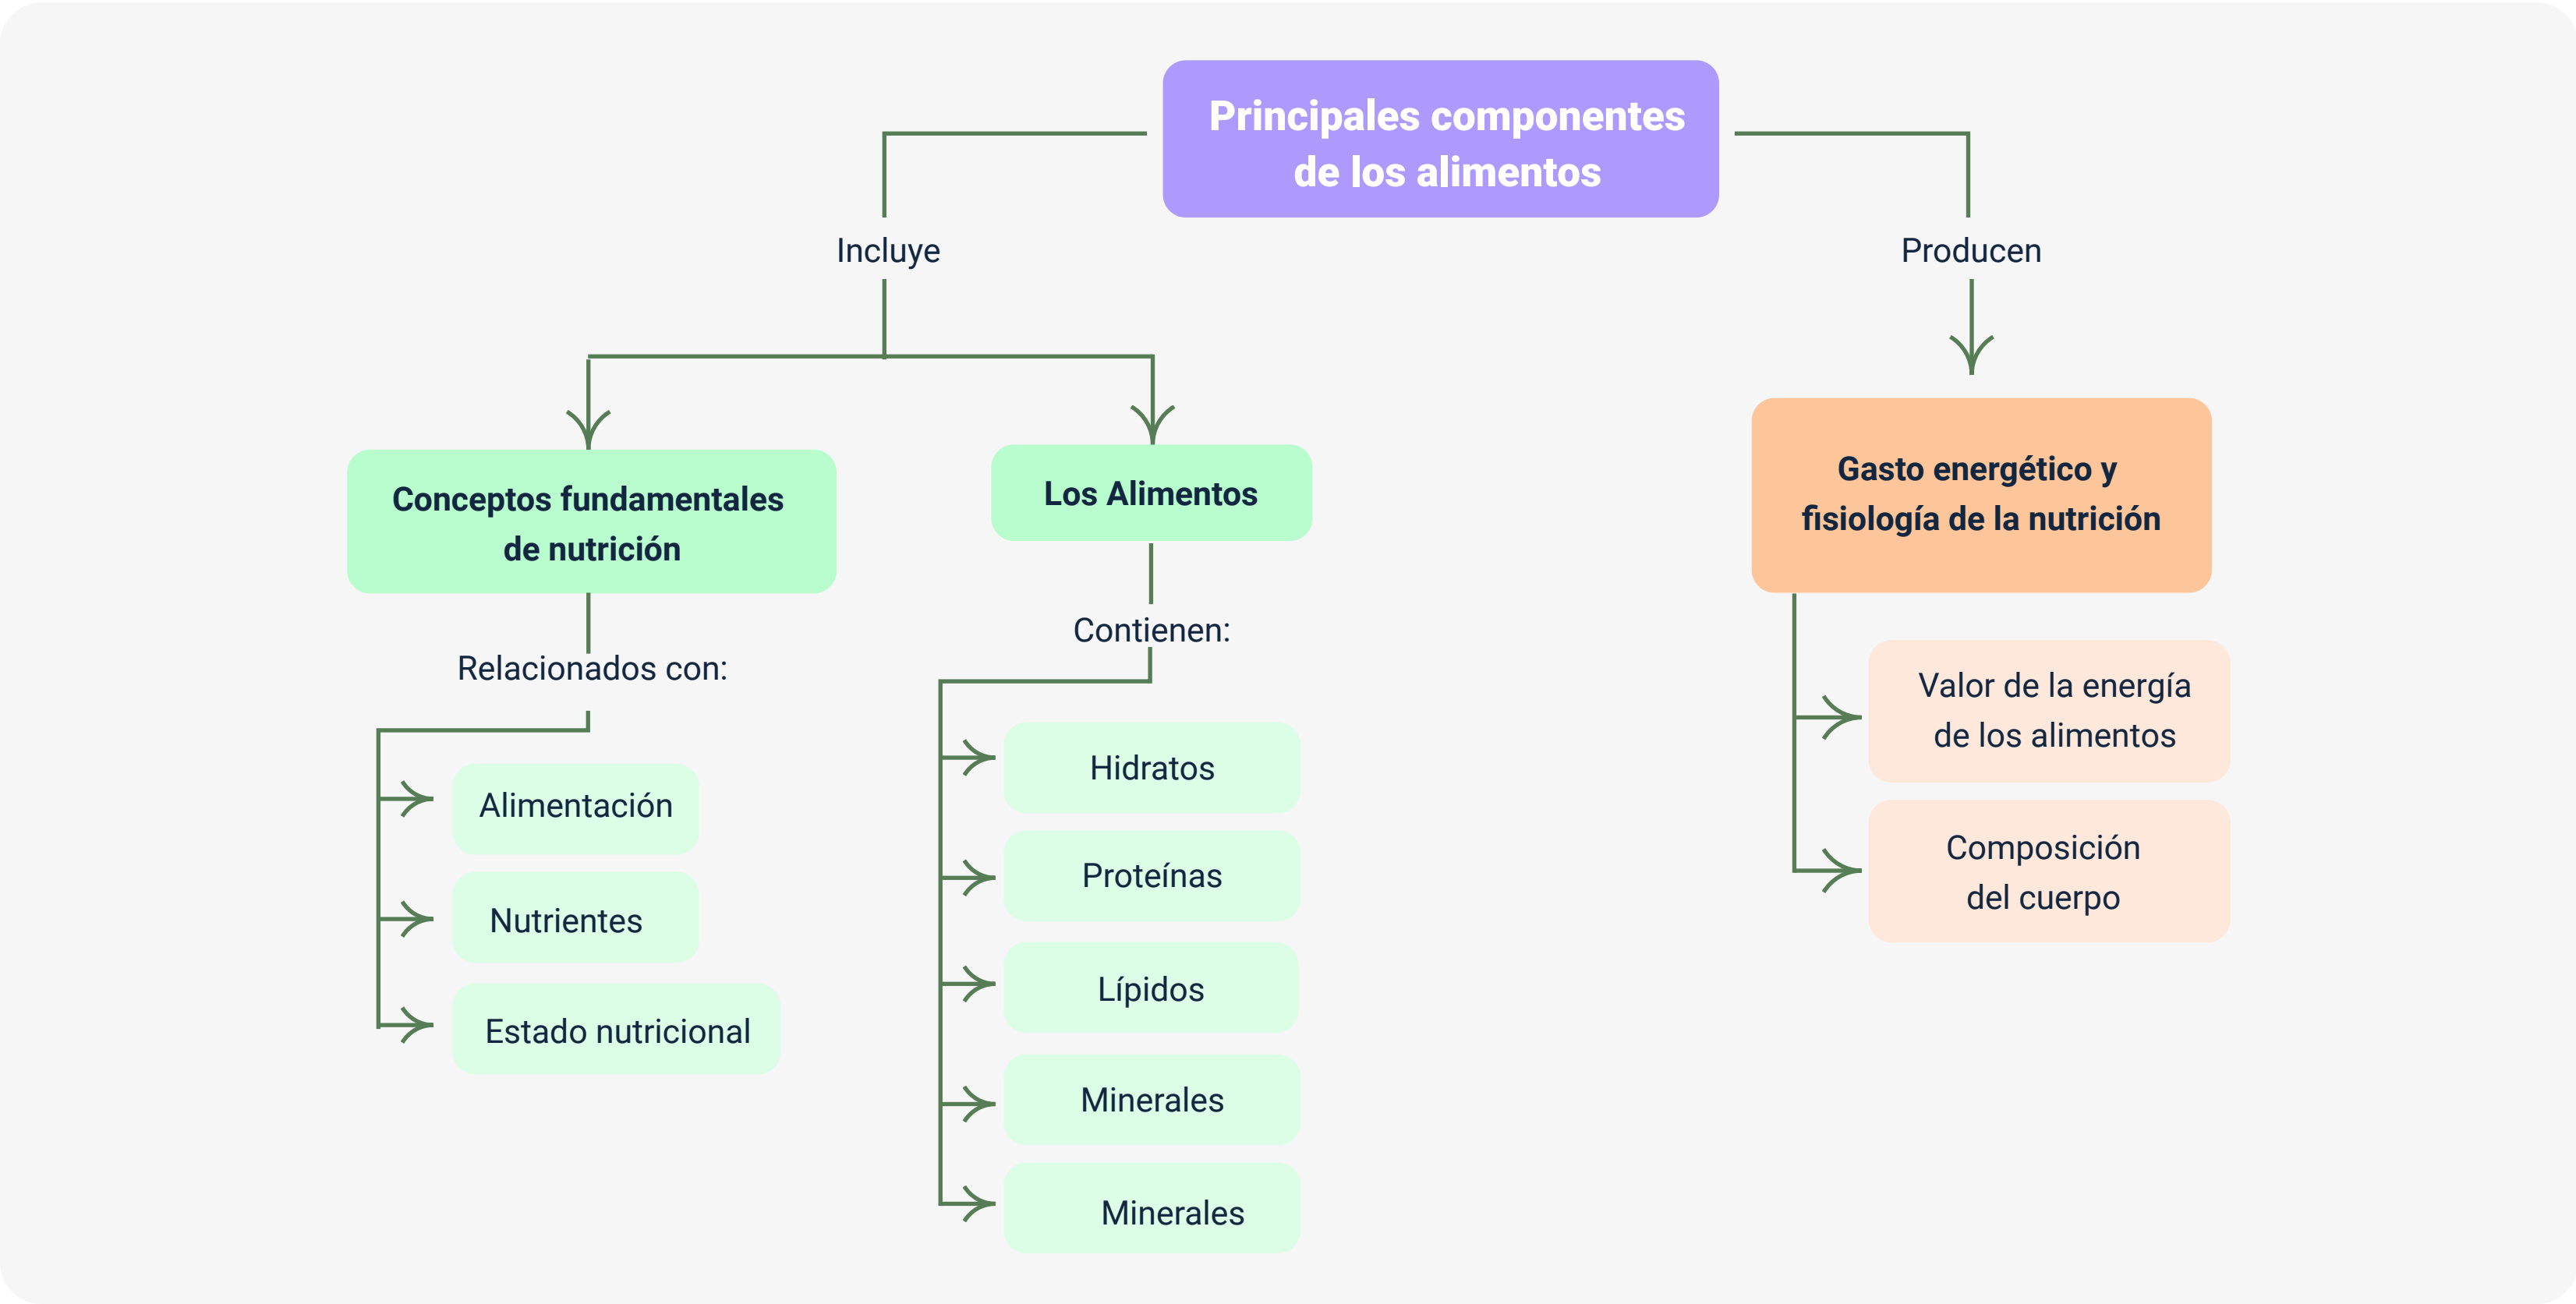 Principales componentes
de los alimentos
Incluye
Producen
Conceptos fundamentales
de nutrición
Relacionados con:
Alimentación
Nutrientes
Estado nutricional
Los Alimentos
Contienen:
Hidratos
Proteínas
Lípidos
Minerales
Minerales
Gasto energético y
fisiología de la nutrición
Valor de la energía
de los alimentos
Composición
del cuerpo